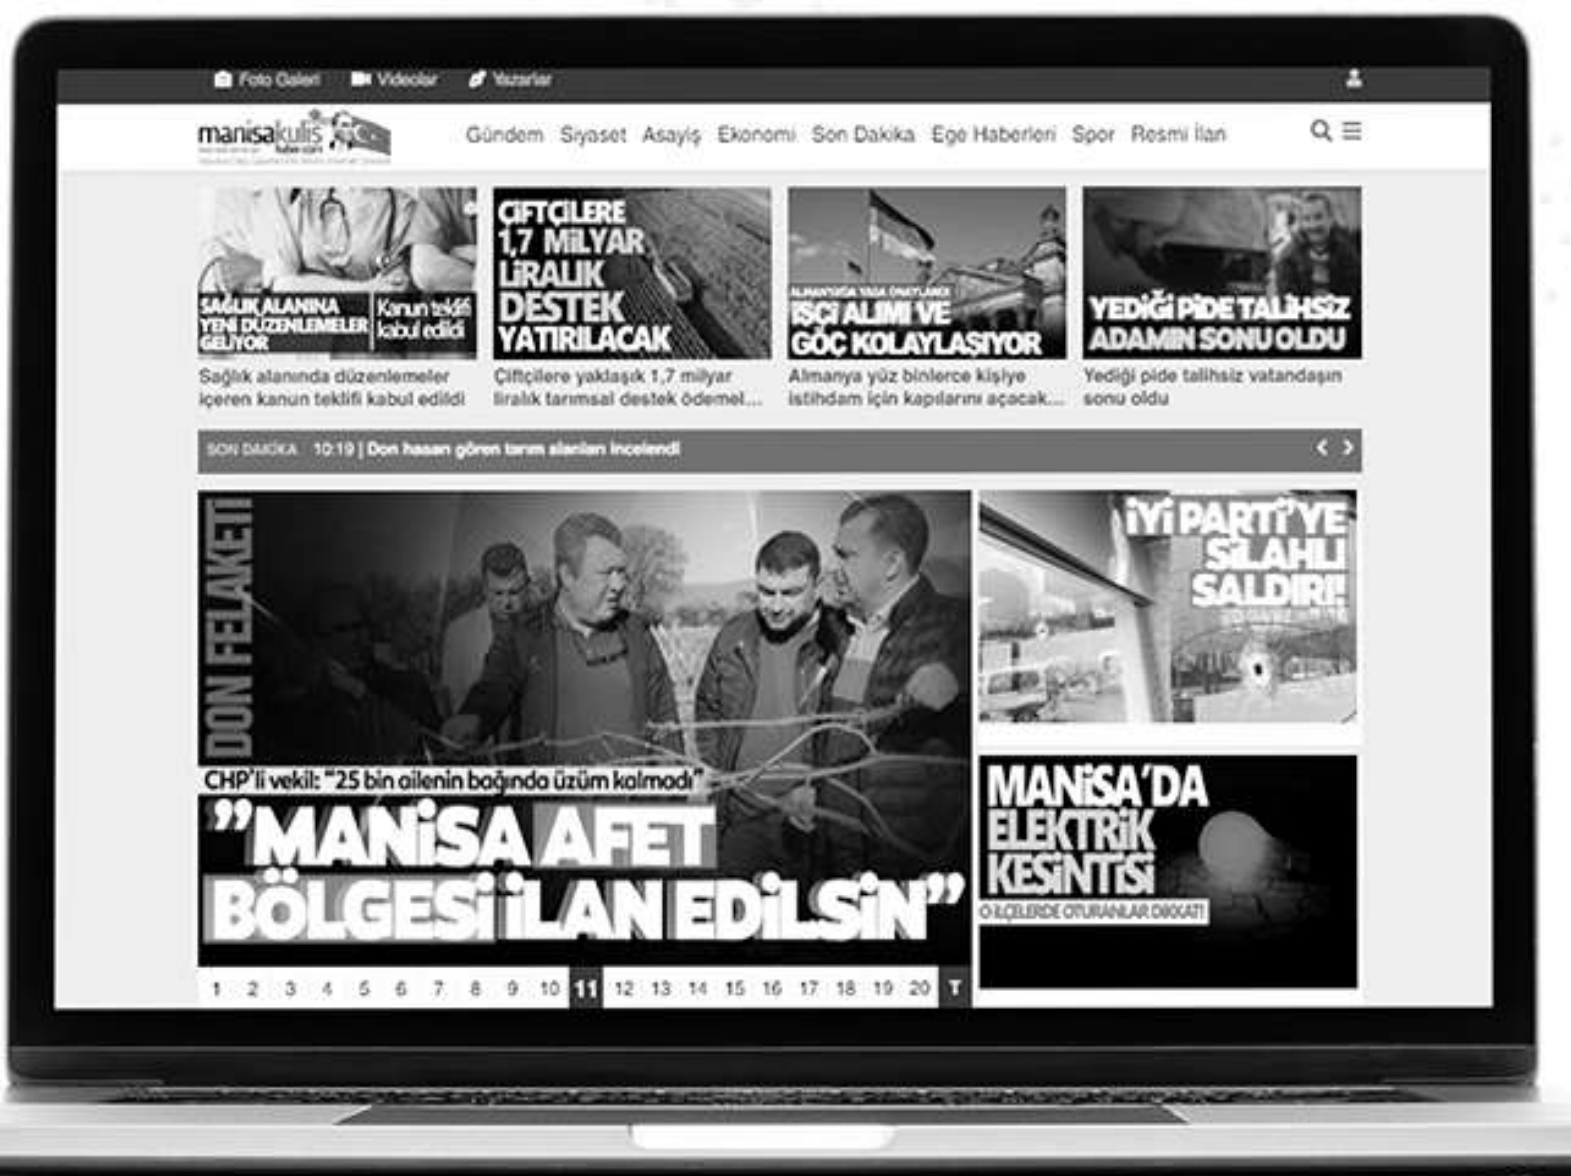 Foto Galeri Videolar Yazarlar
manisakulis
Gündem Siyaset Asayiş Ekonomi Son Dakika Ege Haberleri Spor Resmi İlan
SAĞLIK ALANINA
YENİ DÜZENLEMELER
GELİYOR
Kanun teklifi
kabul edildi
Sağlık alanında düzenlemeler
içeren kanun teklifi kabul edildi
ÇİFTÇİLERE
1,7 MİLYAR
LİRALIK
DESTEK
YATIRILACAK
Çiftçilere yaklaşık 1,7 milyar
liralık tarımsal destek ödemel...
ALMANYA'DA YASA ONAYLANDI
İŞÇİ ALIMI VE
GÖÇ KOLAYLAŞIYOR
Almanya yüz binlerce kişiye
istihdam için kapılarını açacak...
YEDİĞİ PİDE TALİHSİZ
ADAMIN SONU OLDU
Yediği pide talihsiz vatandaşın
sonu oldu
SON DAKİKA 10:19 | Don hasarı gören tarım alanları incelendi
DON FELAKETİ
CHP'li vekil: "25 bin ailenin bağında üzüm kalmadı"
"MANİSA AFET
BÖLGESİ İLAN EDİLSİN"
1 2 3 4 5 6 7 8 9 10 11 12 13 14 15 16 17 18 19 20 T
İYİ PARTİ'YE
SİLAHLI
SALDIRI!
MANİSA'DA
ELEKTRİK
KESİNTİSİ
O İLÇELERDE OTURANLAR DİKKAT!